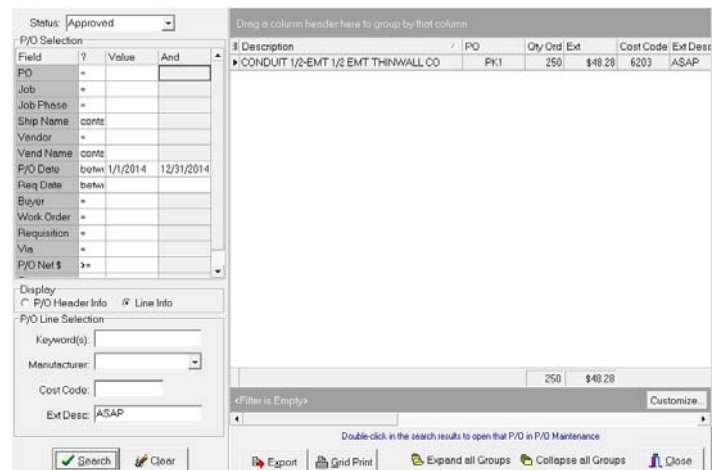 Status: Approved
P/O Selection
Field ? Value And
PO =
Job =
Job Phase =
Ship Name conte
Vendor =
Vend Name conte
P/O Date betwe 1/1/2014 12/31/2014
Req Date betwe
Buyer =
Work Order =
Requisition =
Via =
P/O Net $ >=
Display
P/O Header Info Line Info
P/O Line Selection
Keyword(s):
Manufacturer:
Cost Code:
Ext Desc: ASAP
Search Clear
Drag a column header here to group by that column
Description / PO Qty Ord Ext Cost Code Ext Desc
CONDUIT 1/2-EMT 1/2 EMT THINWALL CO PK1 250 $48.28 6203 ASAP
250 $48.28
<Filter is Empty> Customize...
Double-click in the search results to open that P/O in P/O Maintenance
Export Grid Print Expand all Groups Collapse all Groups Close